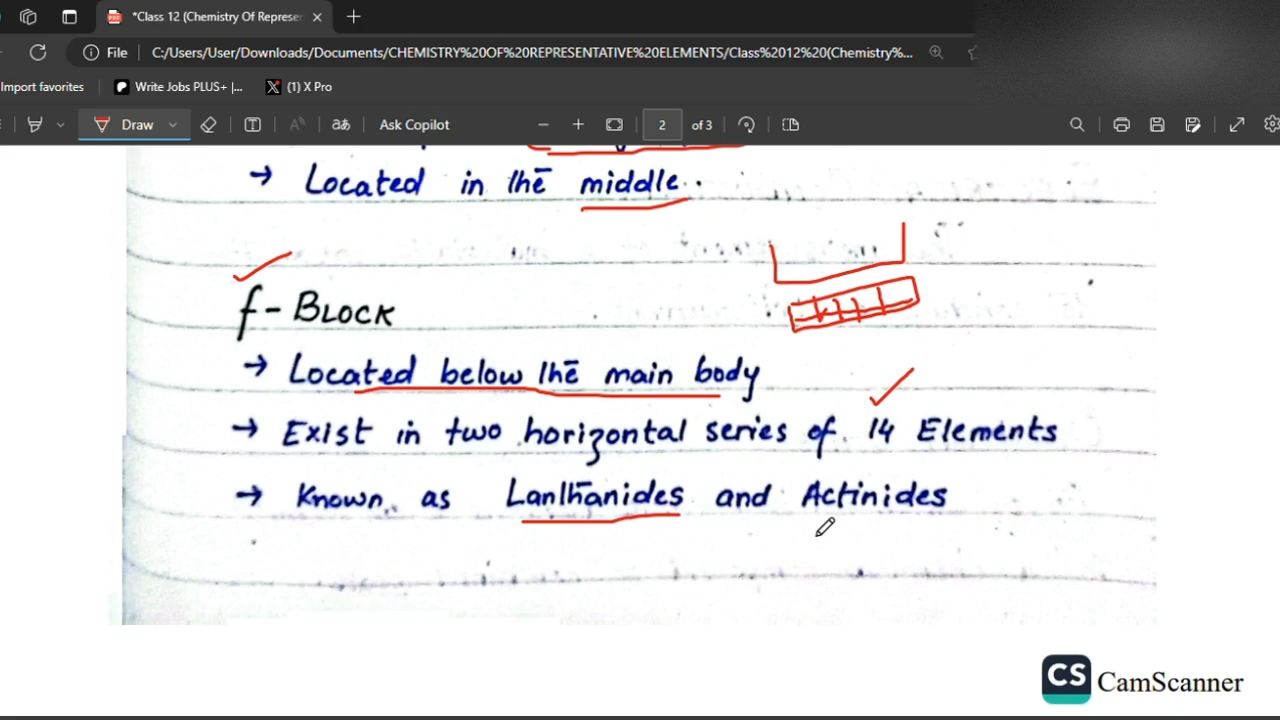 *Class 12 (Chemistry Of Represer
File C:/Users/User/Downloads/Documents/CHEMISTRY%20OF%20REPRESENTATIVE%20ELEMENTS/Class%2012%20(Chemistry%...
Import favorites Write Jobs PLUS+ |... (1) X Pro
Draw Ask Copilot 2 of 3
→ Located in the middle.
f - BLOCK
→ Located below the main body
→ Exist in two horizontal series of 14 Elements
→ Known as Lanthanides and Actinides
CS CamScanner